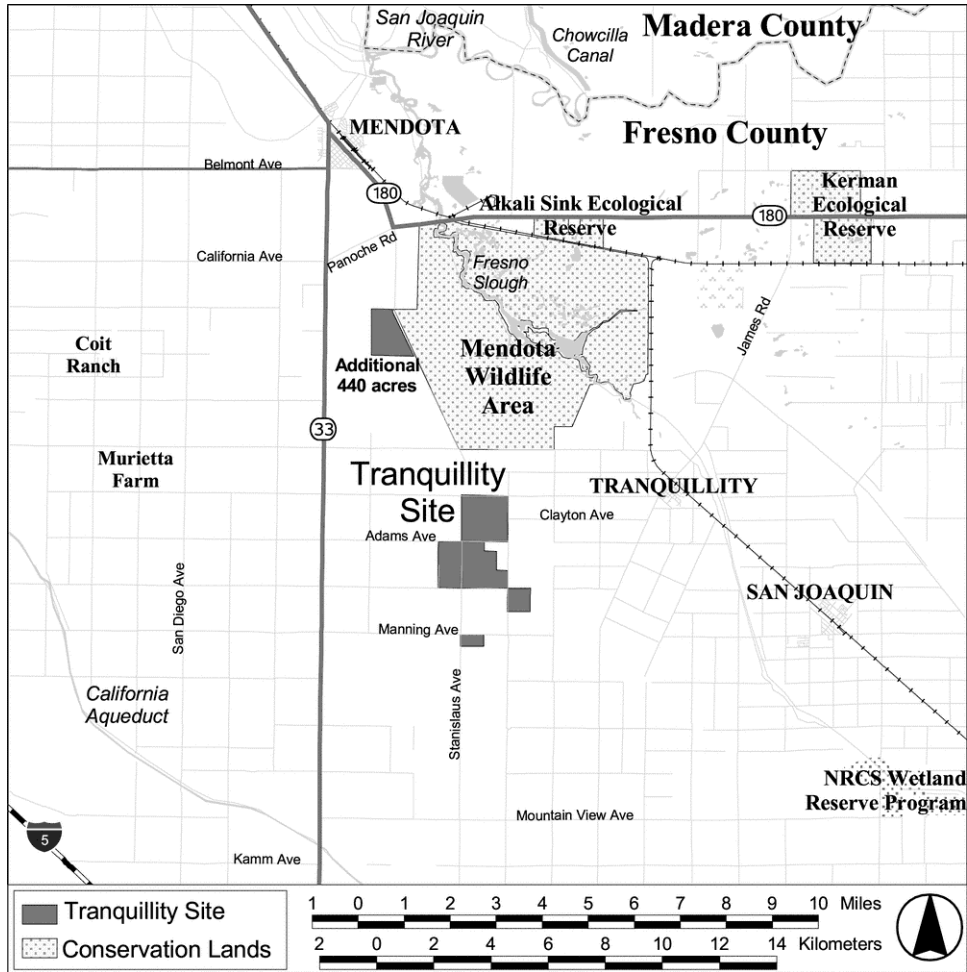 San Joaquin
River
Chowcilla
Canal
Madera County
MENDOTA
Fresno County
Belmont Ave
180
Kerman
Ecological
Reserve
Alkali Sink Ecological
Reserve
180
Panoche Rd
California Ave
Fresno
Slough
James Rd
Coit
Ranch
Additional
440 acres
Mendota
Wildlife
Area
33
Murietta
Farm
Tranquillity
Site
TRANQUILLITY
Clayton Ave
Adams Ave
San Diego Ave
SAN JOAQUIN
Manning Ave
Stanislaus Ave
California
Aqueduct
NRCS Wetland
Reserve Program
Mountain View Ave
5
Kamm Ave
Tranquillity Site
Conservation Lands
1 0 1 2 3 4 5 6 7 8 9 10 Miles
2 0 2 4 6 8 10 12 14 Kilometers